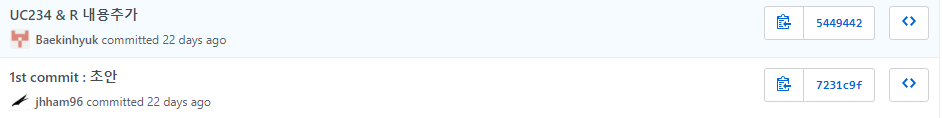 UC234 & R 내용추가
5449442
Baekinhyuk committed 22 days ago
1st commit : 초안
7231c9f
jhham96 committed 22 days ago